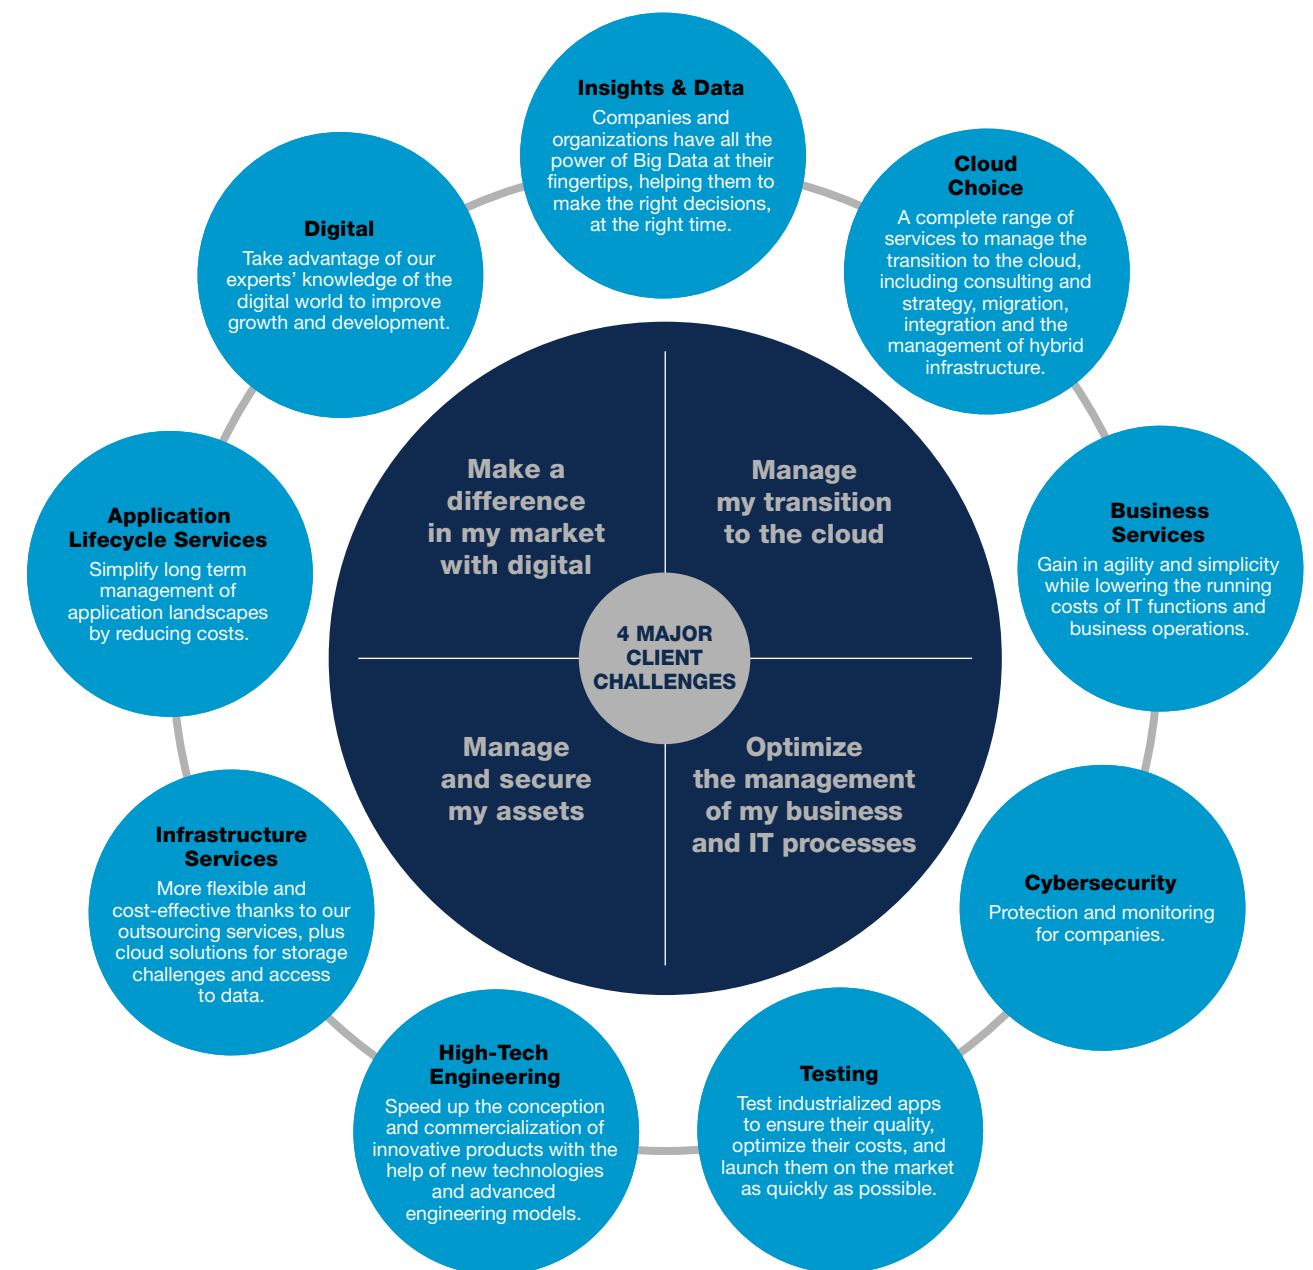 Insights & Data
Companies and
organizations have all the
power of Big Data at their
fingertips, helping them to
make the right decisions,
at the right time.
Cloud
Choice
A complete range of
services to manage the
transition to the cloud,
including consulting and
strategy, migration,
integration and the
management of hybrid
infrastructure.
Business
Services
Gain in agility and simplicity
while lowering the running
costs of IT functions and
business operations.
Cybersecurity
Protection and monitoring
for companies.
Testing
Test industrialized apps
to ensure their quality,
optimize their costs, and
launch them on the market
as quickly as possible.
High-Tech
Engineering
Speed up the conception
and commercialization of
innovative products with the
help of new technologies
and advanced
engineering models.
Infrastructure
Services
More flexible and
cost-effective thanks to our
outsourcing services, plus
cloud solutions for storage
challenges and access
to data.
Application
Lifecycle Services
Simplify long term
management of
application landscapes
by reducing costs.
Digital
Take advantage of our
experts’ knowledge of the
digital world to improve
growth and development.
Make a
difference
in my market
with digital
Manage
my transition
to the cloud
4 MAJOR
CLIENT
CHALLENGES
Manage
and secure
my assets
Optimize
the management
of my business
and IT processes